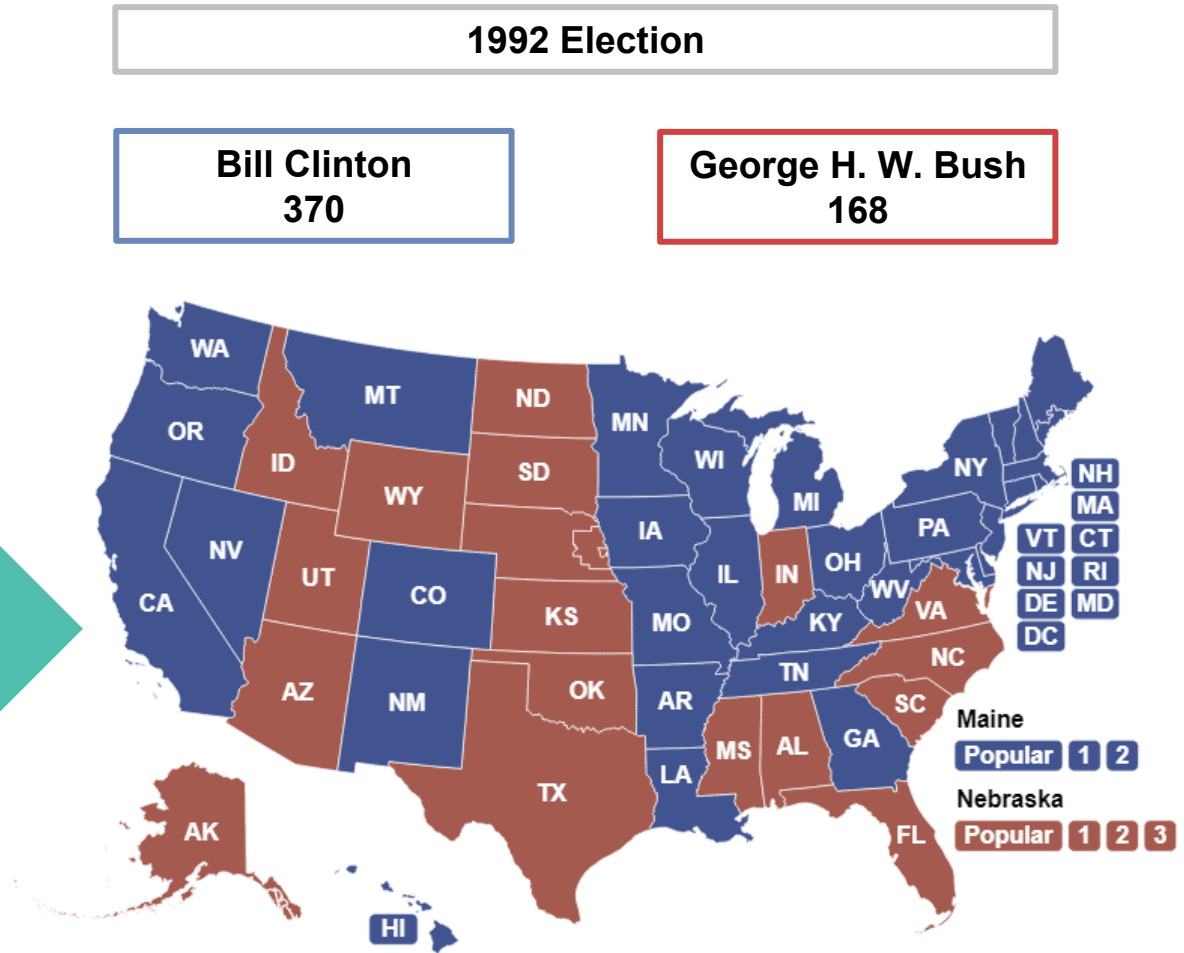 1992 Election
Bill Clinton
370
George H. W. Bush
168
WA
MT
ND
MN
OR
ID
SD
WI
NY
NH
WY
MI
MA
NV
IA
PA
VT CT
UT
CO
IL
IN
OH
NJ RI
CA
KS
MO
WV
VA
DE MD
KY
DC
NC
AZ
NM
OK
AR
TN
SC
Maine
MS
AL
GA
Popular 1 2
LA
TX
Nebraska
AK
FL
Popular 1 2 3
HI